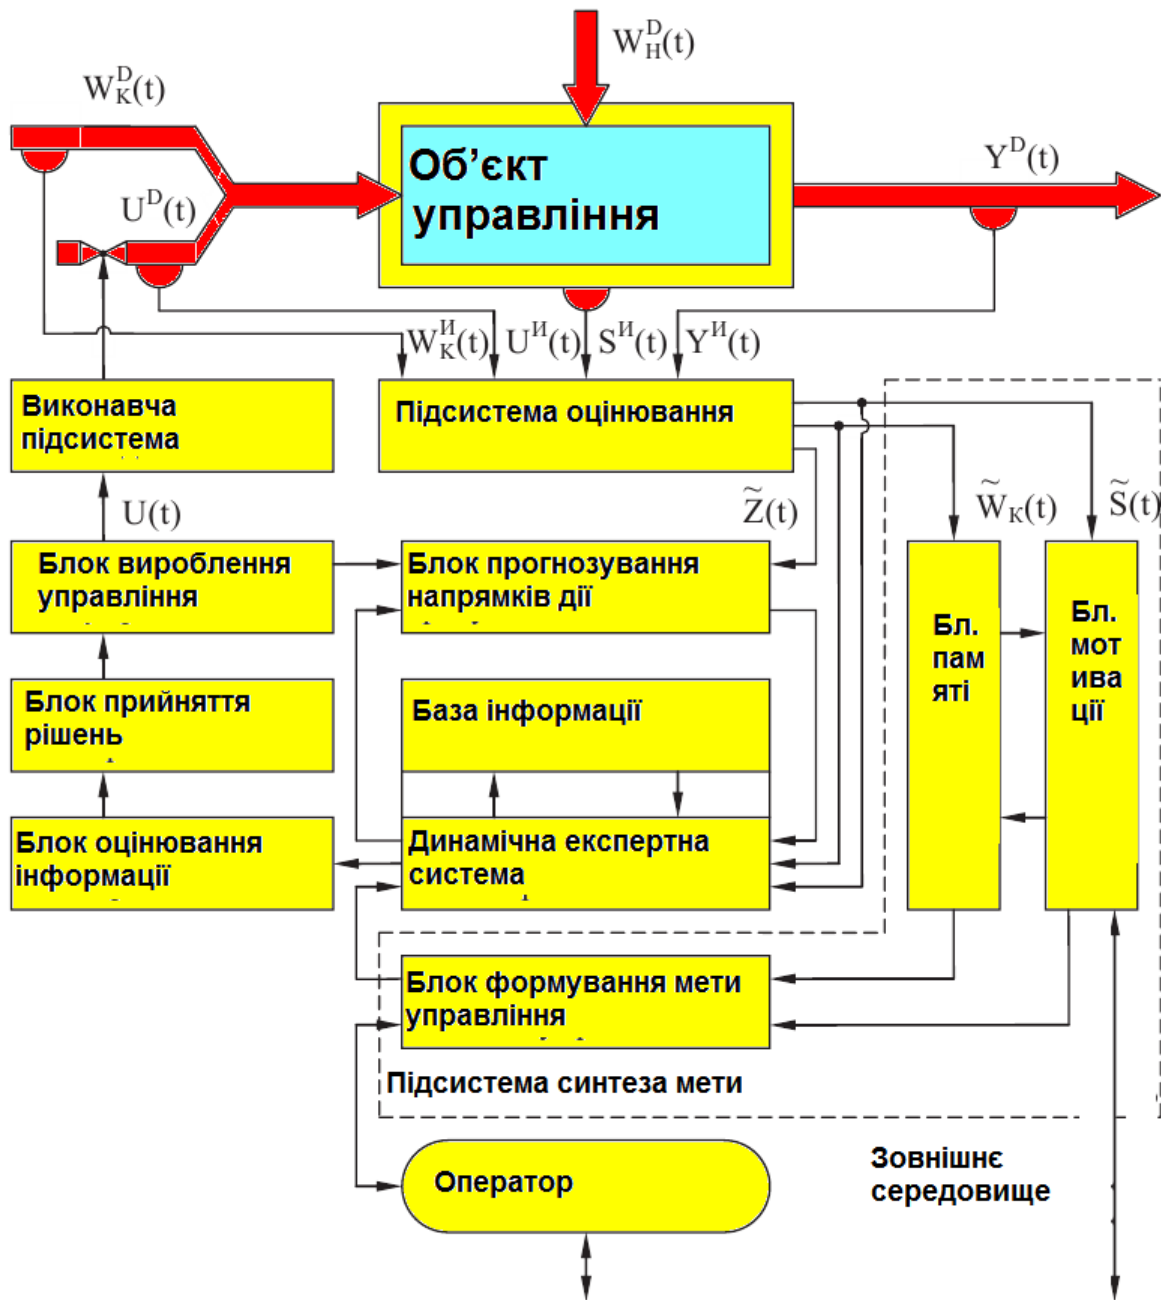 W_H^D(t)
W_K^D(t)
Об’єкт
управління
Y^D(t)
U^D(t)
W_K^И(t)
U^И(t)
S^И(t)
Y^И(t)
Виконавча
підсистема
Підсистема оцінювання
U(t)
Z̃(t)
W̃_K(t)
S̃(t)
Блок вироблення
управління
Блок прогнозування
напрямків дії
Бл.
пам
яті
Бл.
мот
ива
ції
Блок прийняття
рішень
База інформації
Блок оцінювання
інформації
Динамічна експертна
система
Блок формування мети
управління
Підсистема синтеза мети
Оператор
Зовнішнє
середовище